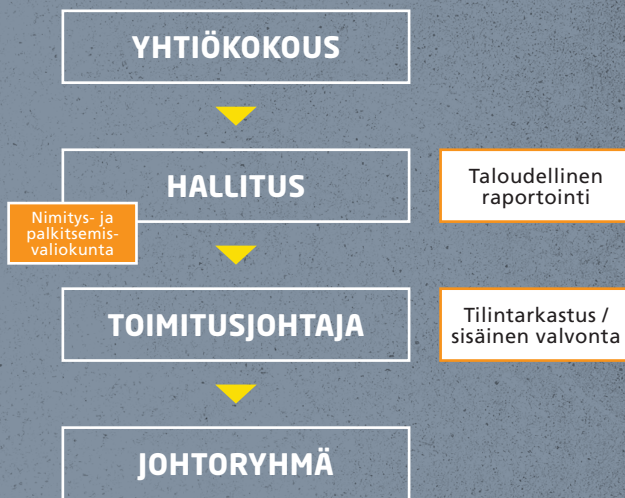 YHTIÖKOKOUS
HALLITUS
Taloudellinen
raportointi
Nimitys- ja
palkitsemis-
valiokunta
TOIMITUSJOHTAJA
Tilintarkastus /
sisäinen valvonta
JOHTORYHMÄ